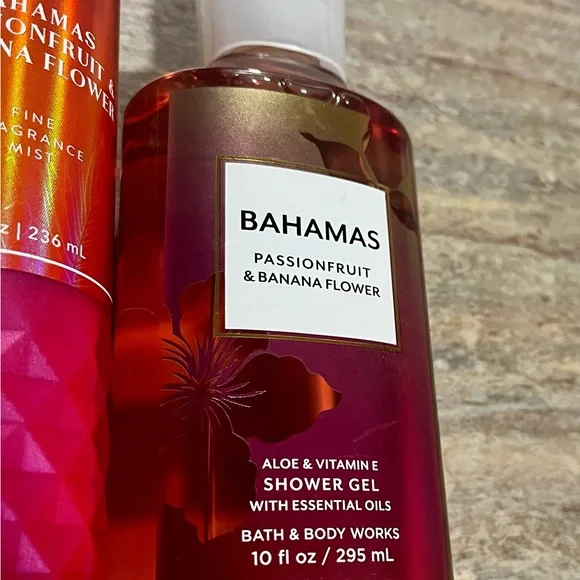 AHAMAS
IONFRUIT &
NA FLOWER
FINE
AGRANCE
MIST
z | 236 mL
BAHAMAS
PASSIONFRUIT
& BANANA FLOWER
ALOE & VITAMIN E
SHOWER GEL
WITH ESSENTIAL OILS
BATH & BODY WORKS
10 fl oz / 295 mL